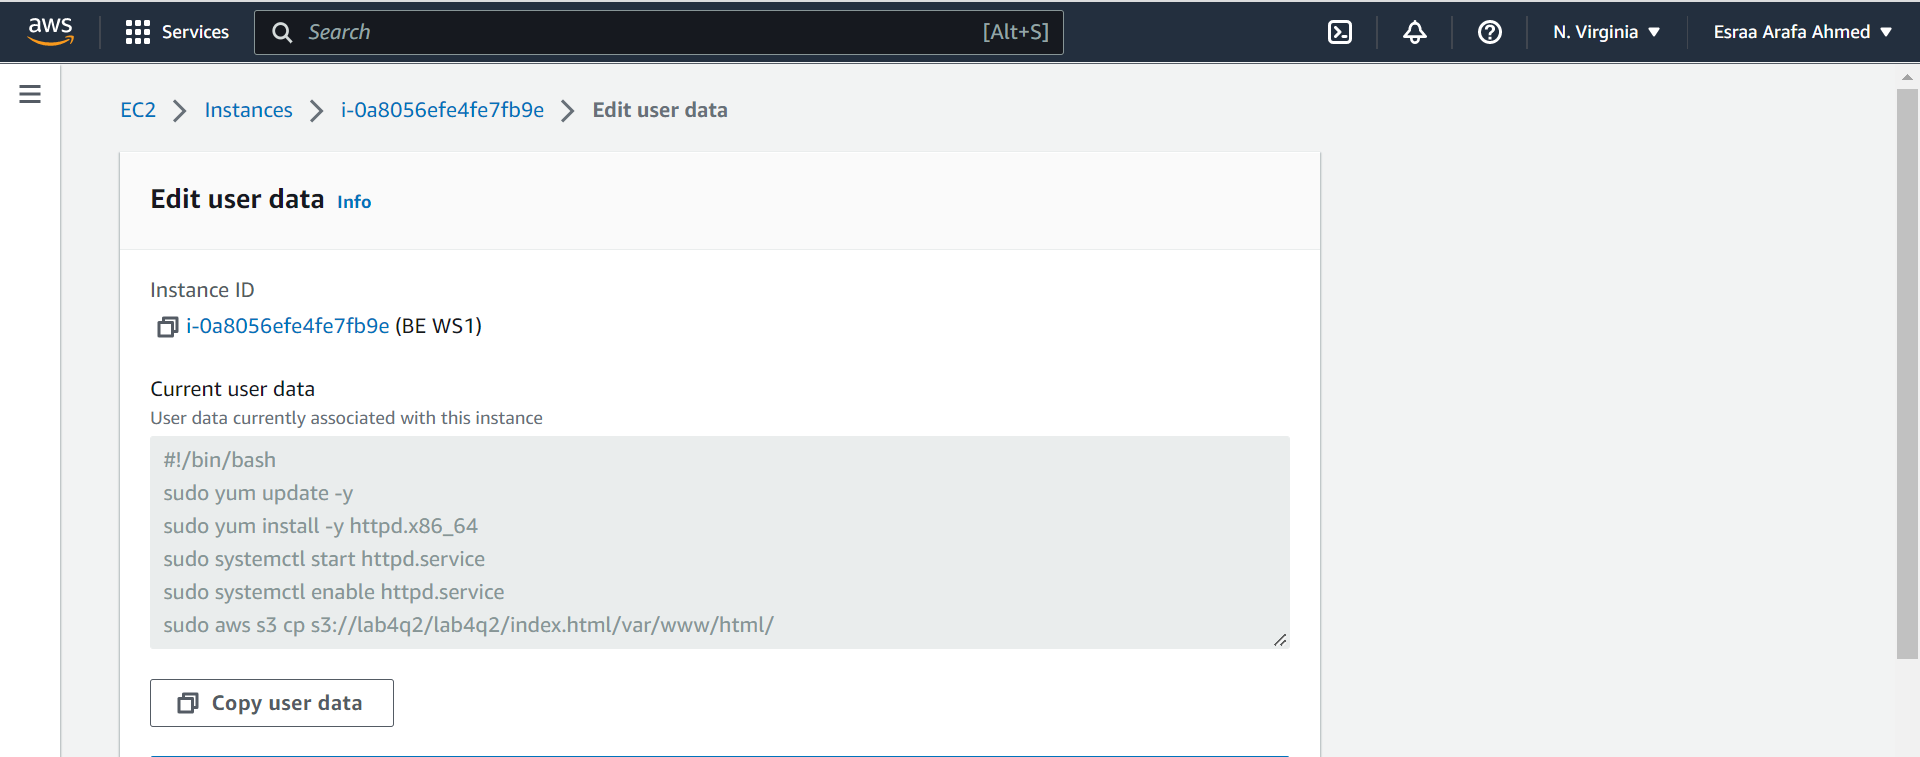 aws Services Search [Alt+S] N. Virginia Esraa Arafa Ahmed
EC2 Instances i-0a8056efe4fe7fb9e Edit user data
Edit user data Info
Instance ID
i-0a8056efe4fe7fb9e (BE WS1)
Current user data
User data currently associated with this instance
#!/bin/bash
sudo yum update -y
sudo yum install -y httpd.x86_64
sudo systemctl start httpd.service
sudo systemctl enable httpd.service
sudo aws s3 cp s3://lab4q2/lab4q2/index.html/var/www/html/
Copy user data